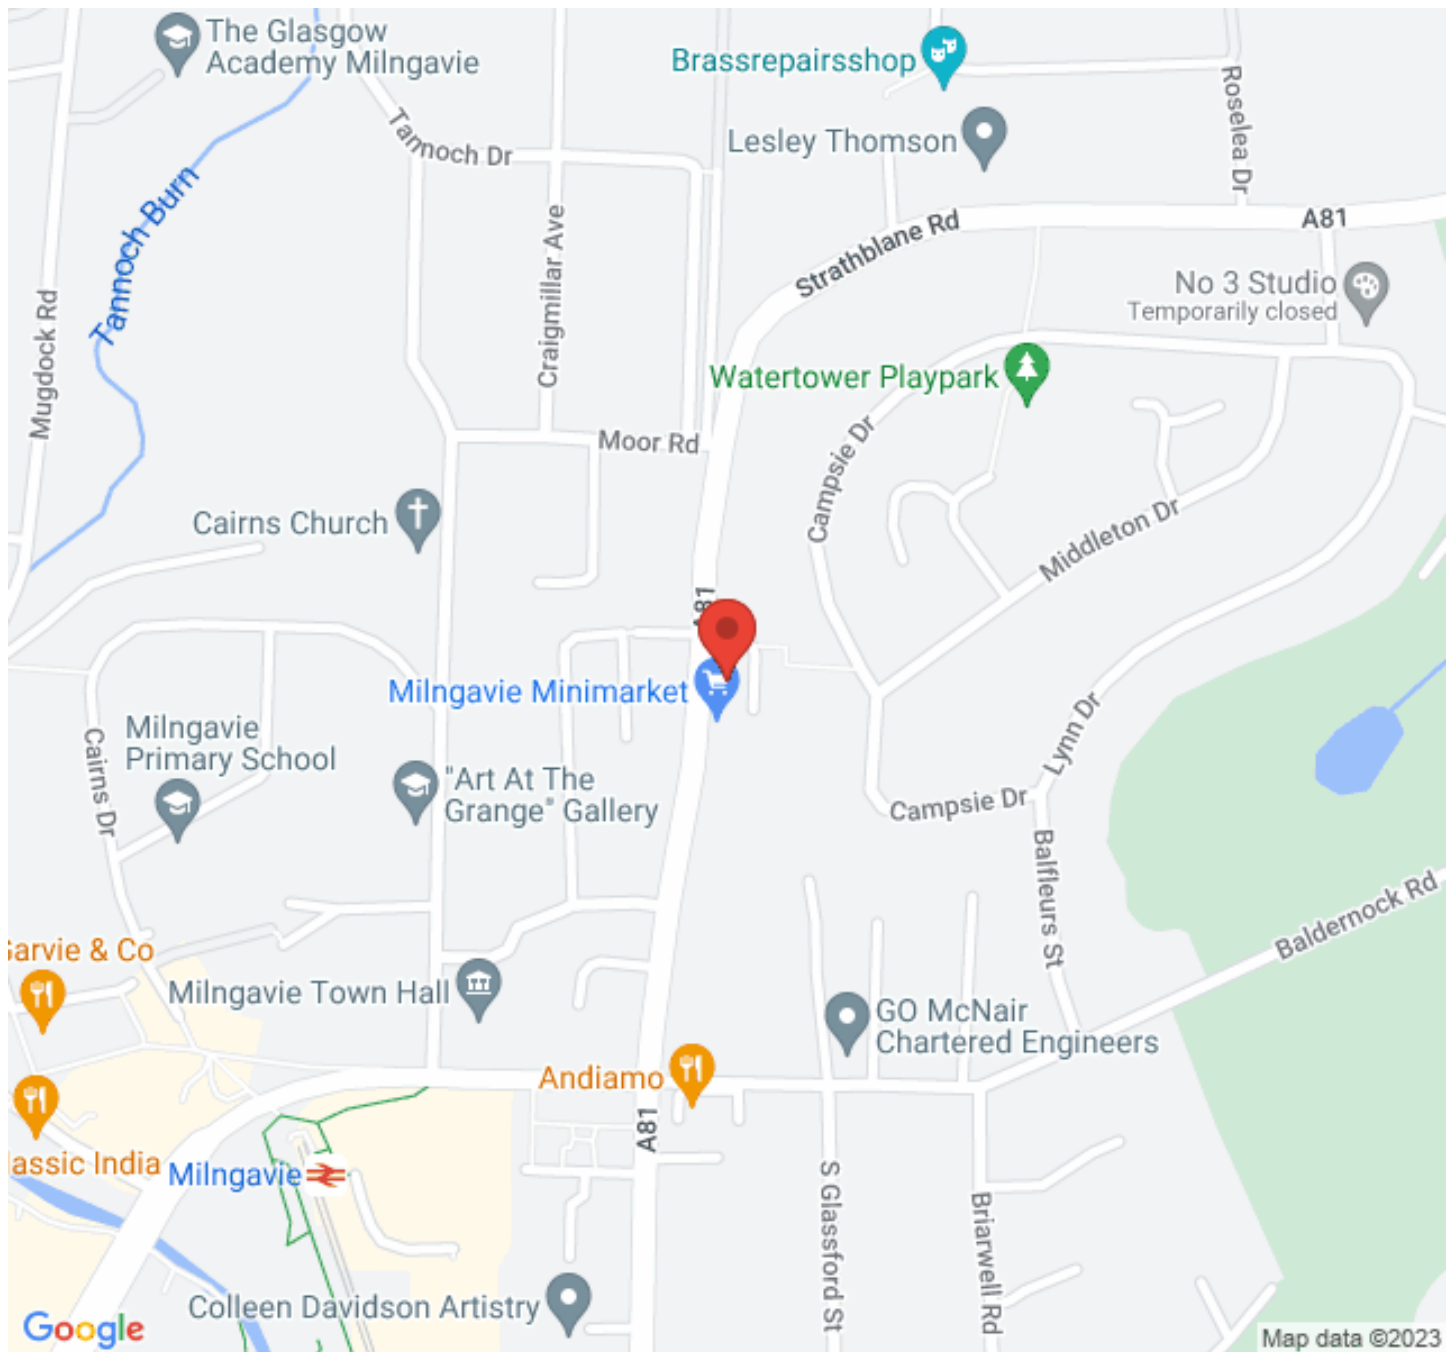 The Glasgow
Academy Milngavie
Brassrepairsshop
Lesley Thomson
Roselea Dr
Tannoch Dr
Tannoch Burn
Craigmillar Ave
Strathblane Rd
A81
No 3 Studio
Temporarily closed
Mugdock Rd
Watertower Playpark
Moor Rd
Campsie Dr
Cairns Church
Middleton Dr
A81
Milngavie Minimarket
Milngavie
Primary School
Cairns Dr
"Art At The
Grange" Gallery
Lynn Dr
Campsie Dr
Balfleurs St
Baldernock Rd
Garvie & Co
Milngavie Town Hall
GO McNair
Chartered Engineers
Andiamo
A81
lassic India
Milngavie
S Glassford St
Briarwell Rd
Colleen Davidson Artistry
Google
Map data ©2023